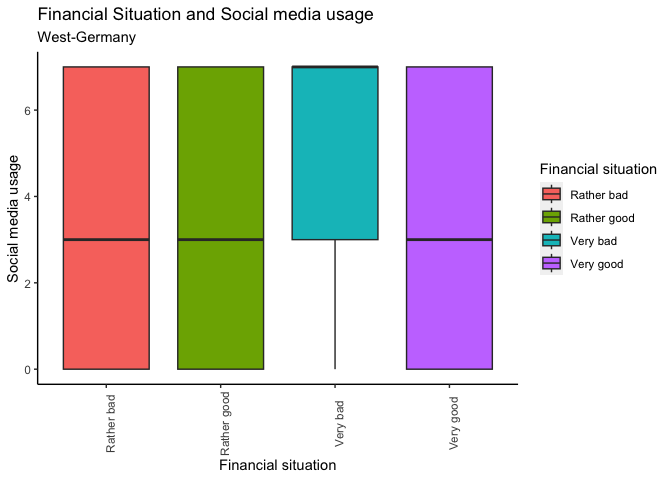 Financial Situation and Social media usage
West-Germany
Social media usage
6
4
2
0
Rather bad
Rather good
Very bad
Very good
Financial situation
Financial situation
Rather bad
Rather good
Very bad
Very good